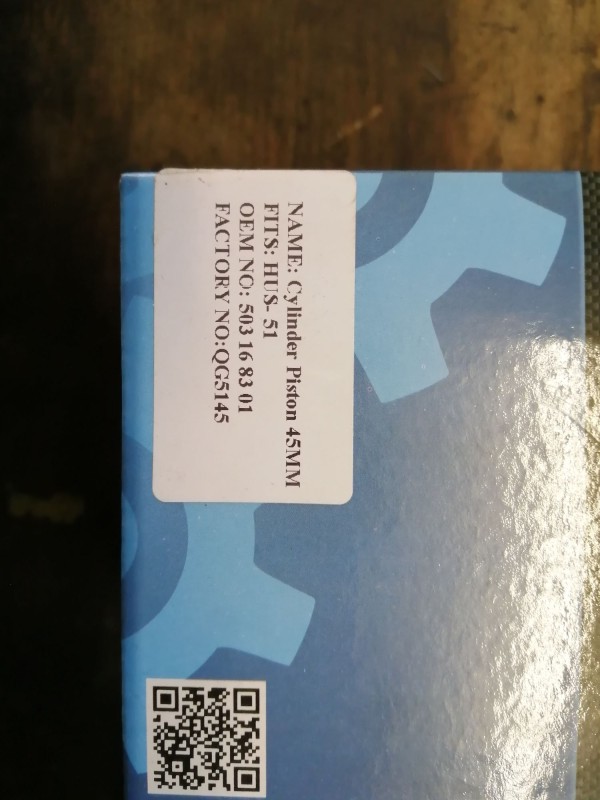 NAME: Cylinder Piston 45MM
FITS: HUS- 51
OEM NO: 503 16 83 01
FACTORY NO:QG5145